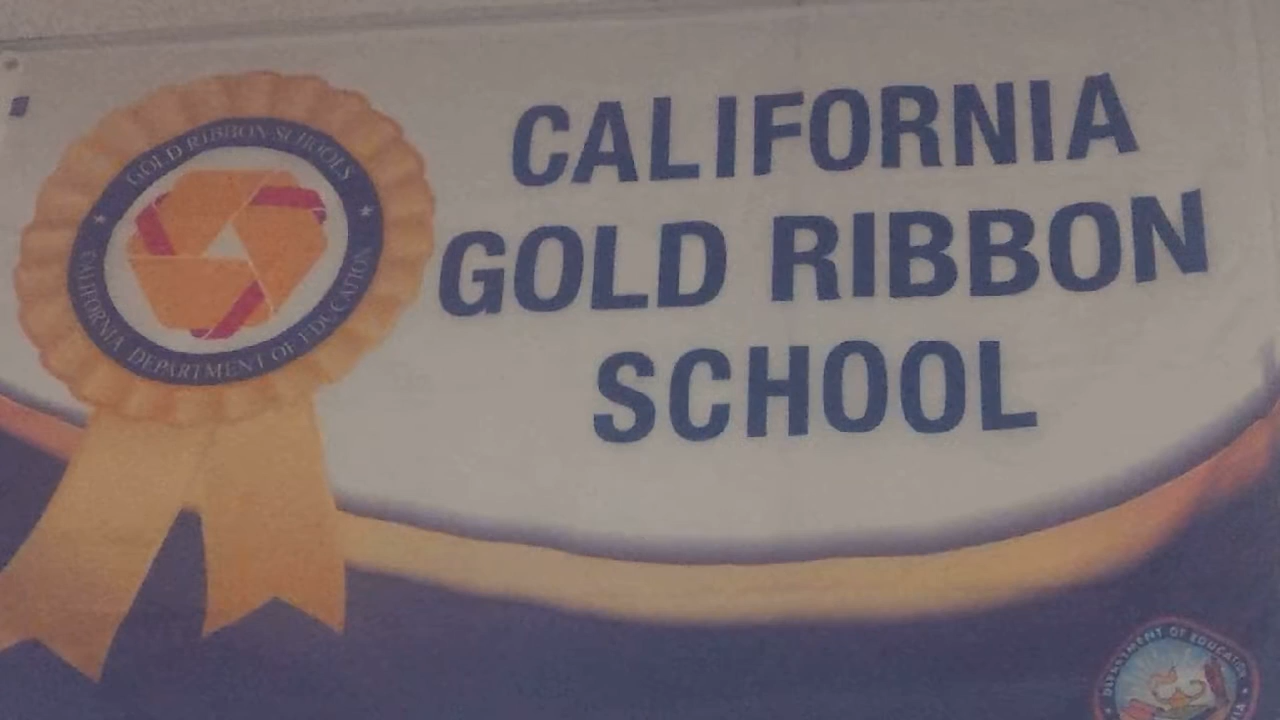 CALIFORNIA
GOLD RIBBON
SCHOOL
GOLD RIBBON SCHOOLS
CALIFORNIA DEPARTMENT OF EDUCATION
DEPARTMENT OF EDUCATION